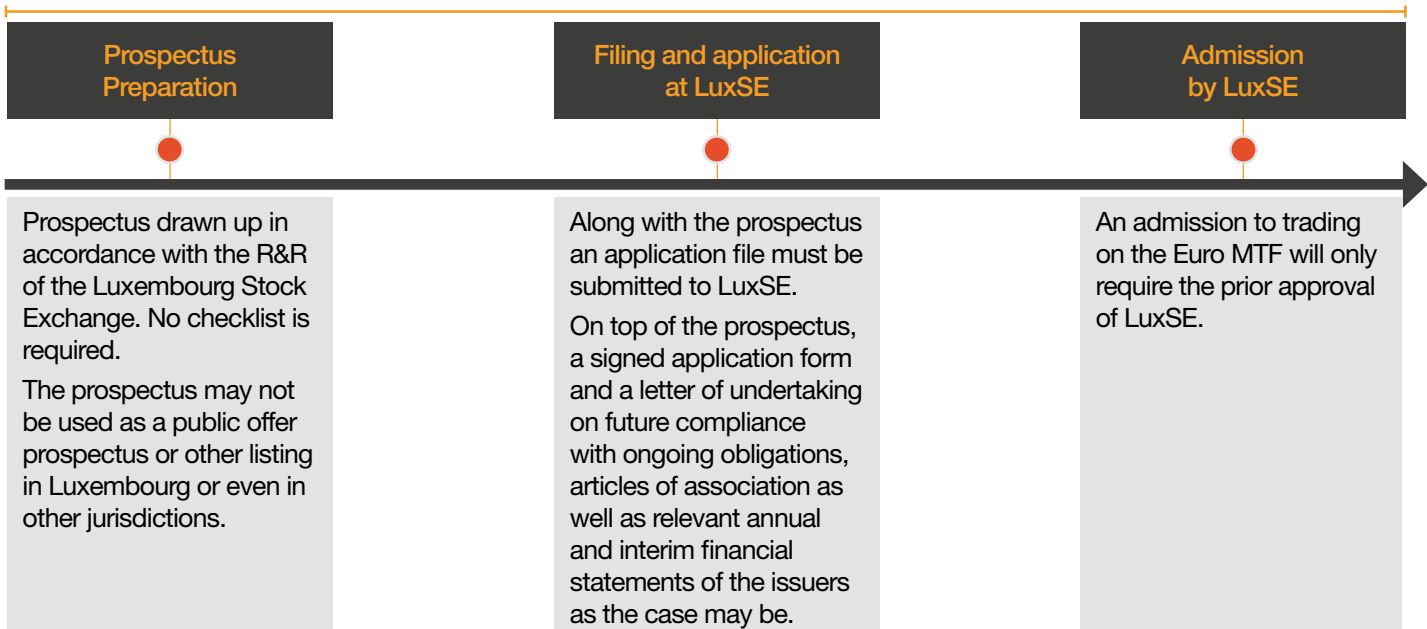 Prospectus
Preparation
Filing and application
at LuxSE
Admission
by LuxSE
Prospectus drawn up in
accordance with the R&R
of the Luxembourg Stock
Exchange. No checklist is
required.
The prospectus may not
be used as a public offer
prospectus or other listing
in Luxembourg or even in
other jurisdictions.
Along with the prospectus
an application file must be
submitted to LuxSE.
On top of the prospectus,
a signed application form
and a letter of undertaking
on future compliance
with ongoing obligations,
articles of association as
well as relevant annual
and interim financial
statements of the issuers
as the case may be.
An admission to trading
on the Euro MTF will only
require the prior approval
of LuxSE.